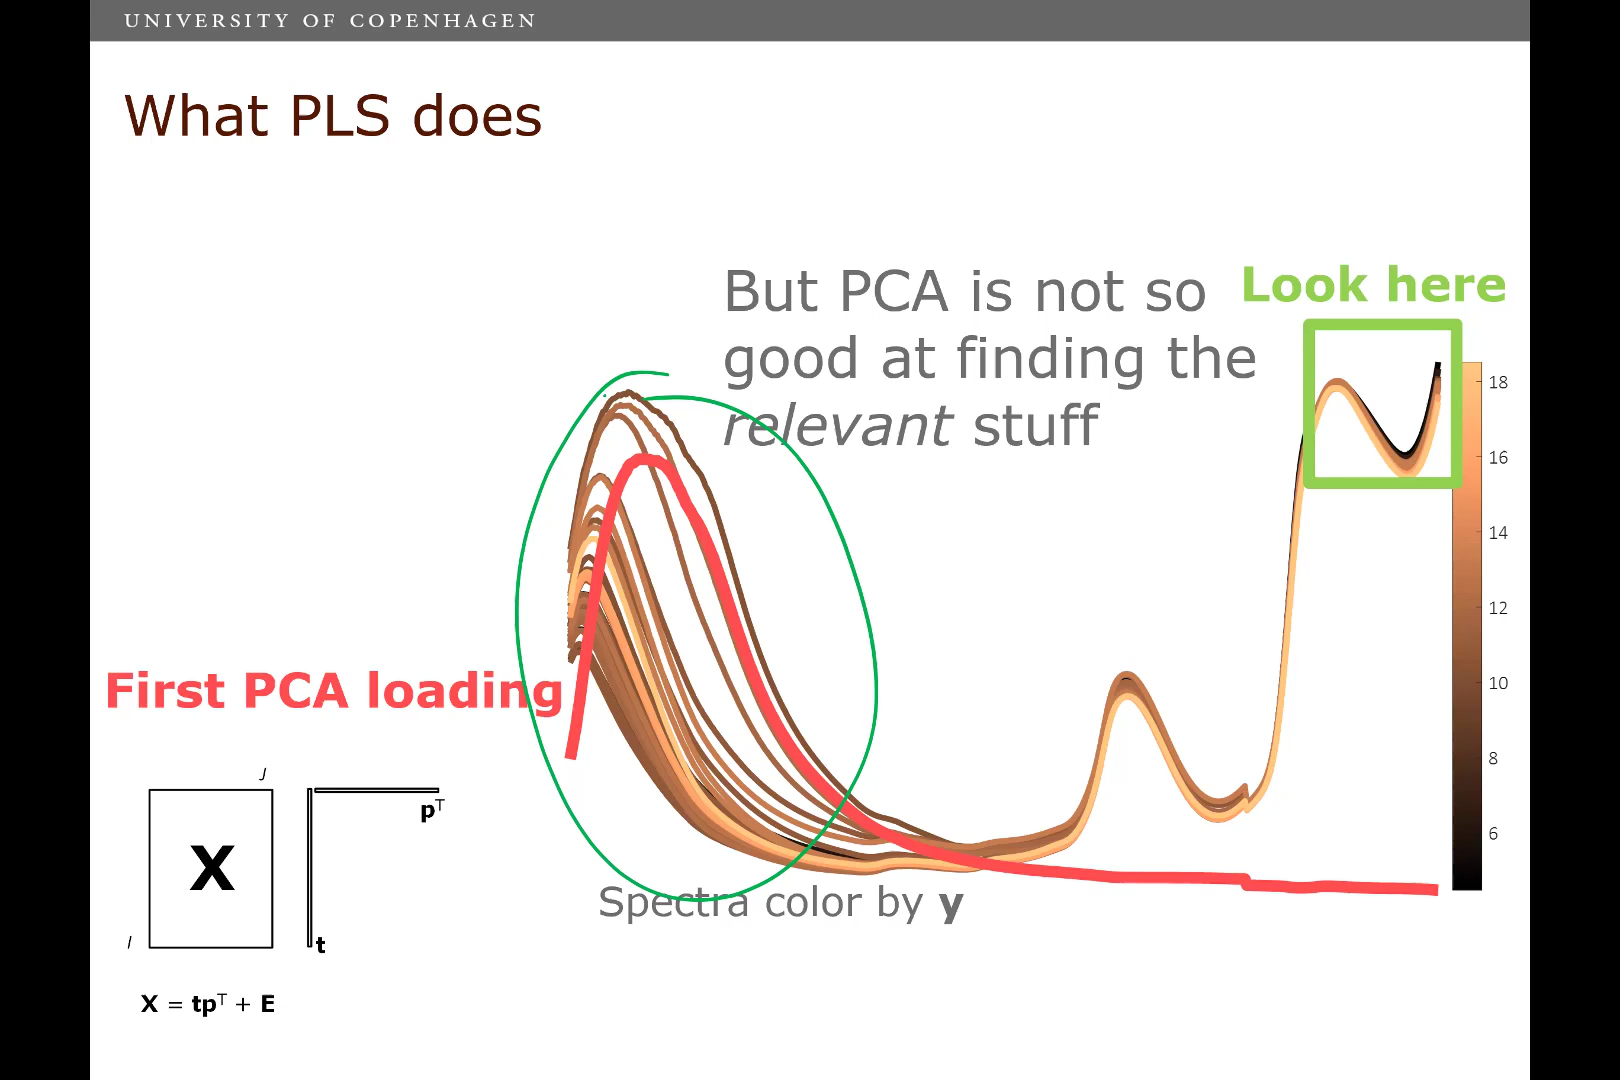 UNIVERSITY OF COPENHAGEN
What PLS does
But PCA is not so
good at finding the
relevant stuff
Look here
18
16
14
12
10
8
6
First PCA loading
Spectra color by y
J
X
I
pᵀ
t
X = tpᵀ + E